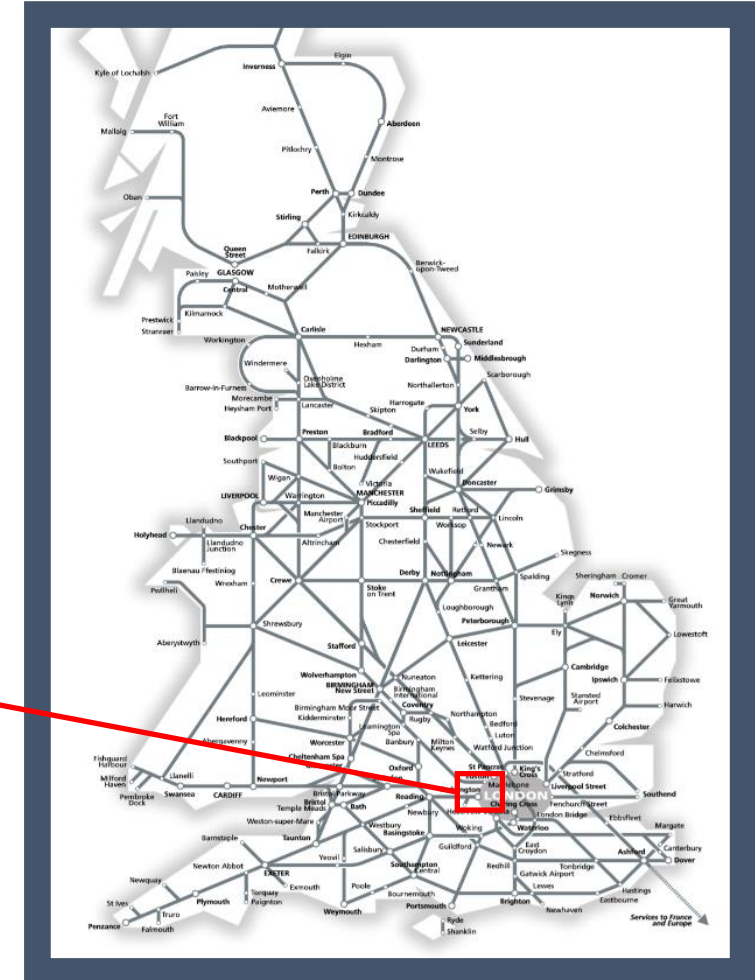 Elgin
Inverness
Kyle of Lochalsh
Aviemore
Fort
William
Aberdeen
Mallaig
Pitlochry
Montrose
Perth
Dundee
Oban
Stirling
Kirkcaldy
EDINBURGH
Queen
Street
Falkirk
Berwick-
upon-Tweed
Paisley
GLASGOW
Central
Motherwell
Prestwick
Kilmarnock
Stranraer
Carlisle
NEWCASTLE
Workington
Hexham
Durham
Sunderland
Darlington
Middlesbrough
Windermere
Scarborough
Oxenholme
Lake District
Barrow-in-Furness
Northallerton
Morecambe
Heysham Port
Lancaster
Harrogate
Skipton
York
Blackpool
Preston
Bradford
Selby
Hull
Blackburn
LEEDS
Southport
Huddersfield
Bolton
Wakefield
Wigan
Victoria
Doncaster
LIVERPOOL
Warrington
MANCHESTER
Piccadilly
Grimsby
Manchester
Airport
Sheffield
Retford
Llandudno
Chester
Stockport
Worksop
Lincoln
Holyhead
Llandudno
Junction
Altrincham
Chesterfield
Newark
Skegness
Blaenau Ffestiniog
Wrexham
Crewe
Stoke
on Trent
Derby
Nottingham
Spalding
Sheringham
Cromer
Pwllheli
Grantham
Kings
Lynn
Norwich
Great
Yarmouth
Loughborough
Aberystwyth
Shrewsbury
Peterborough
Ely
Lowestoft
Stafford
Leicester
Wolverhampton
Nuneaton
Kettering
Cambridge
BIRMINGHAM
New Street
Birmingham
International
Ipswich
Felixstowe
Leominster
Birmingham Moor Street
Coventry
Stevenage
Stansted
Airport
Harwich
Kidderminster
Rugby
Northampton
Hereford
Leamington
Spa
Bedford
Colchester
Abergavenny
Worcester
Banbury
Milton
Keynes
Luton
Chelmsford
Cheltenham Spa
Watford Junction
Fishguard
Harbour
Oxford
St Pancras
King's
Cross
Stratford
Milford
Haven
Llanelli
Newport
Marylebone
Liverpool Street
Pembroke
Dock
Swansea
CARDIFF
Bristol Parkway
Reading
LONDON
Southend
Bristol
Temple Meads
Bath
Newbury
Charing Cross
Fenchurch Street
Weston-super-Mare
London Bridge
Ebbsfleet
Barnstaple
Westbury
Basingstoke
Woking
Waterloo
Margate
Taunton
Salisbury
Guildford
East
Croydon
Canterbury
Newton Abbot
Yeovil
Southampton
Central
Redhill
Tonbridge
Ashford
Dover
Newquay
EXETER
Gatwick Airport
Exmouth
Poole
Lewes
Hastings
St Ives
Torquay
Paignton
Bournemouth
Eastbourne
Truro
Plymouth
Weymouth
Portsmouth
Brighton
Newhaven
Penzance
Falmouth
Ryde
Shanklin
Services to France
and Europe